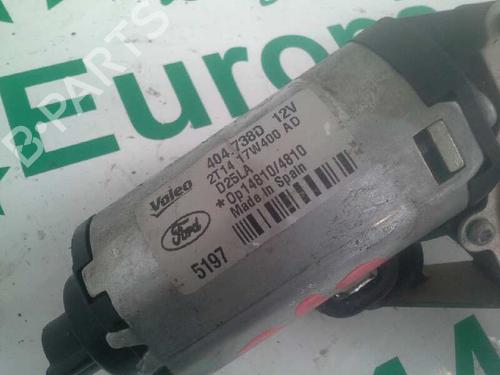 Europ
B-PARTS
404.738D 12V
2T14 17W400 AD
D25LA
*Op14810/4810
Made in Spain
Valeo
Ford
5197